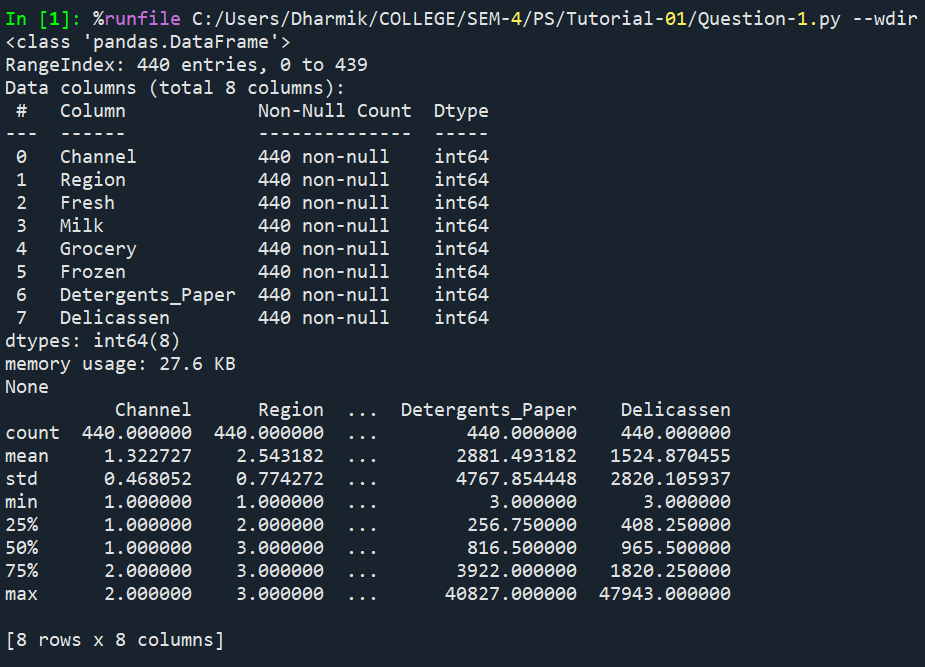 In [1]: %runfile C:/Users/Dharmik/COLLEGE/SEM-4/PS/Tutorial-01/Question-1.py --wdir
<class 'pandas.DataFrame'>
RangeIndex: 440 entries, 0 to 439
Data columns (total 8 columns):
 #   Column            Non-Null Count  Dtype
---  ------            --------------  -----
 0   Channel           440 non-null    int64
 1   Region            440 non-null    int64
 2   Fresh             440 non-null    int64
 3   Milk              440 non-null    int64
 4   Grocery           440 non-null    int64
 5   Frozen            440 non-null    int64
 6   Detergents_Paper  440 non-null    int64
 7   Delicassen        440 non-null    int64
dtypes: int64(8)
memory usage: 27.6 KB
None
          Channel      Region  ...  Detergents_Paper    Delicassen
count  440.000000  440.000000  ...        440.000000    440.000000
mean     1.322727    2.543182  ...       2881.493182   1524.870455
std      0.468052    0.774272  ...       4767.854448   2820.105937
min      1.000000    1.000000  ...          3.000000      3.000000
25%      1.000000    2.000000  ...        256.750000    408.250000
50%      1.000000    3.000000  ...        816.500000    965.500000
75%      2.000000    3.000000  ...       3922.000000   1820.250000
max      2.000000    3.000000  ...      40827.000000  47943.000000
[8 rows x 8 columns]